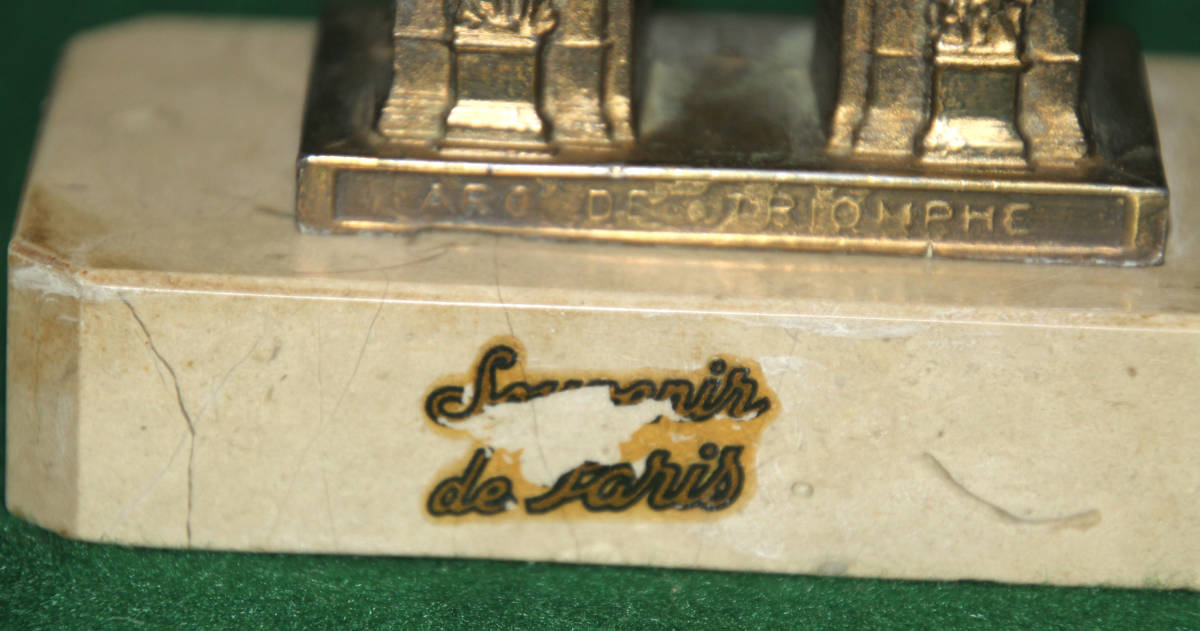 ARC DE TRIOMPHE
Souvenir
de Paris